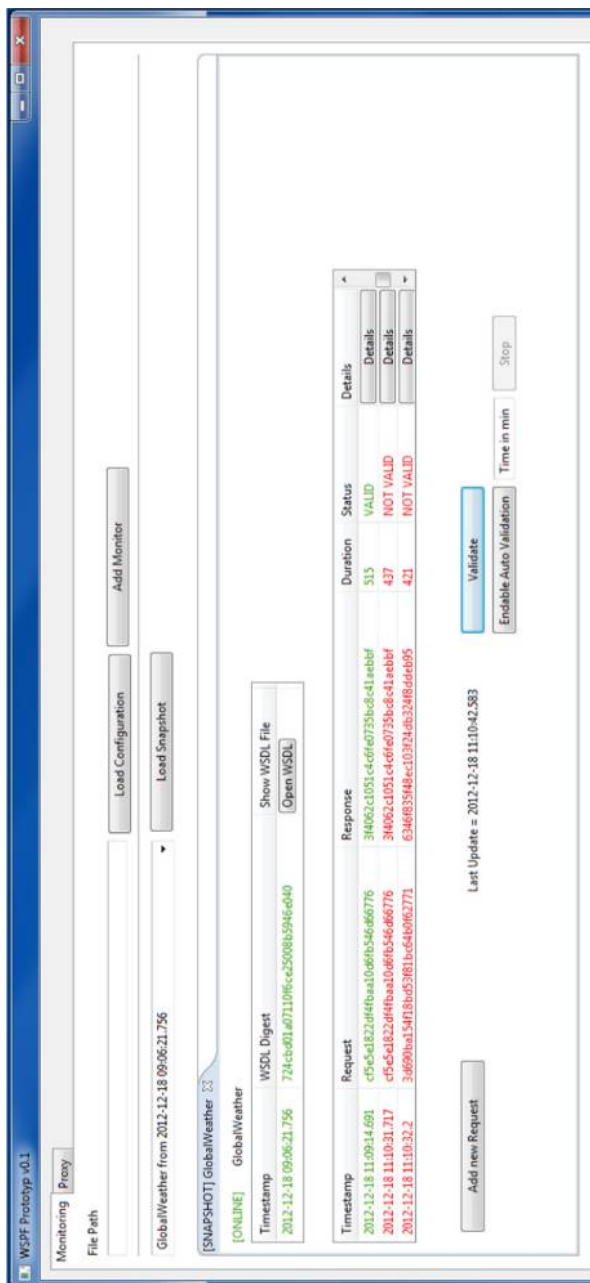 WSPF Prototyp v0.1
Monitoring Proxy
File Path
Load Configuration Add Monitor
GlobalWeather from 2012-12-18 09:06:21.756 Load Snapshot
[SNAPSHOT] GlobalWeather
[ONLINE] GlobalWeather
Timestamp WSDL Digest Show WSDL File
2012-12-18 09:06:21.756 724cbd01a07110f6ce25008b5946e040 Open WSDL
Timestamp Request Response Duration Status Details
2012-12-18 11:09:14.691 cf5e5e1822df4fbaa10d6fb546d66776 3f4062c1051c4c6fe0735bc8c41aebbf 515 VALID Details
2012-12-18 11:10:31.717 cf5e5e1822df4fbaa10d6fb546d66776 3f4062c1051c4c6fe0735bc8c41aebbf 437 NOT VALID Details
2012-12-18 11:10:32.2 3d690ba154f18bd53f81bc64b0f62771 6346f835f48ec103f24db324f8ddeb95 421 NOT VALID Details
Add new Request Last Update = 2012-12-18 11:10:42.583 Validate
Endable Auto Validation Time in min Stop